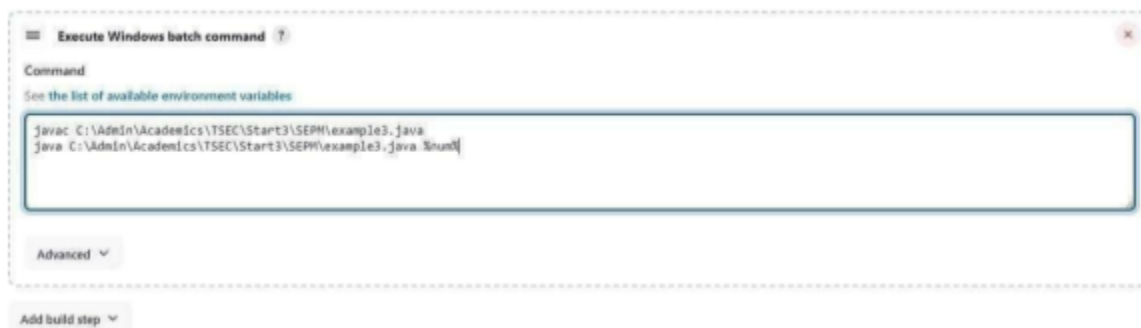 Execute Windows batch command ?
Command
See the list of available environment variables
javac C:\Admin\Academics\TSEC\Start3\SEPM\example3.java
java C:\Admin\Academics\TSEC\Start3\SEPM\example3.java %num%
Advanced
Add build step